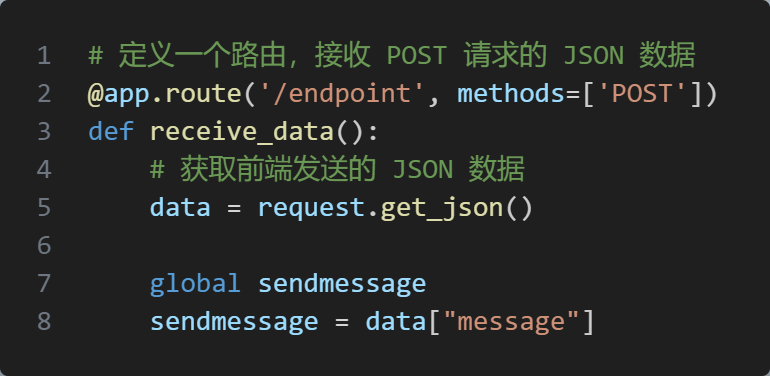 1 # 定义一个路由，接收 POST 请求的 JSON 数据
2 @app.route('/endpoint', methods=['POST'])
3 def receive_data():
4     # 获取前端发送的 JSON 数据
5     data = request.get_json()
6
7     global sendmessage
8     sendmessage = data["message"]